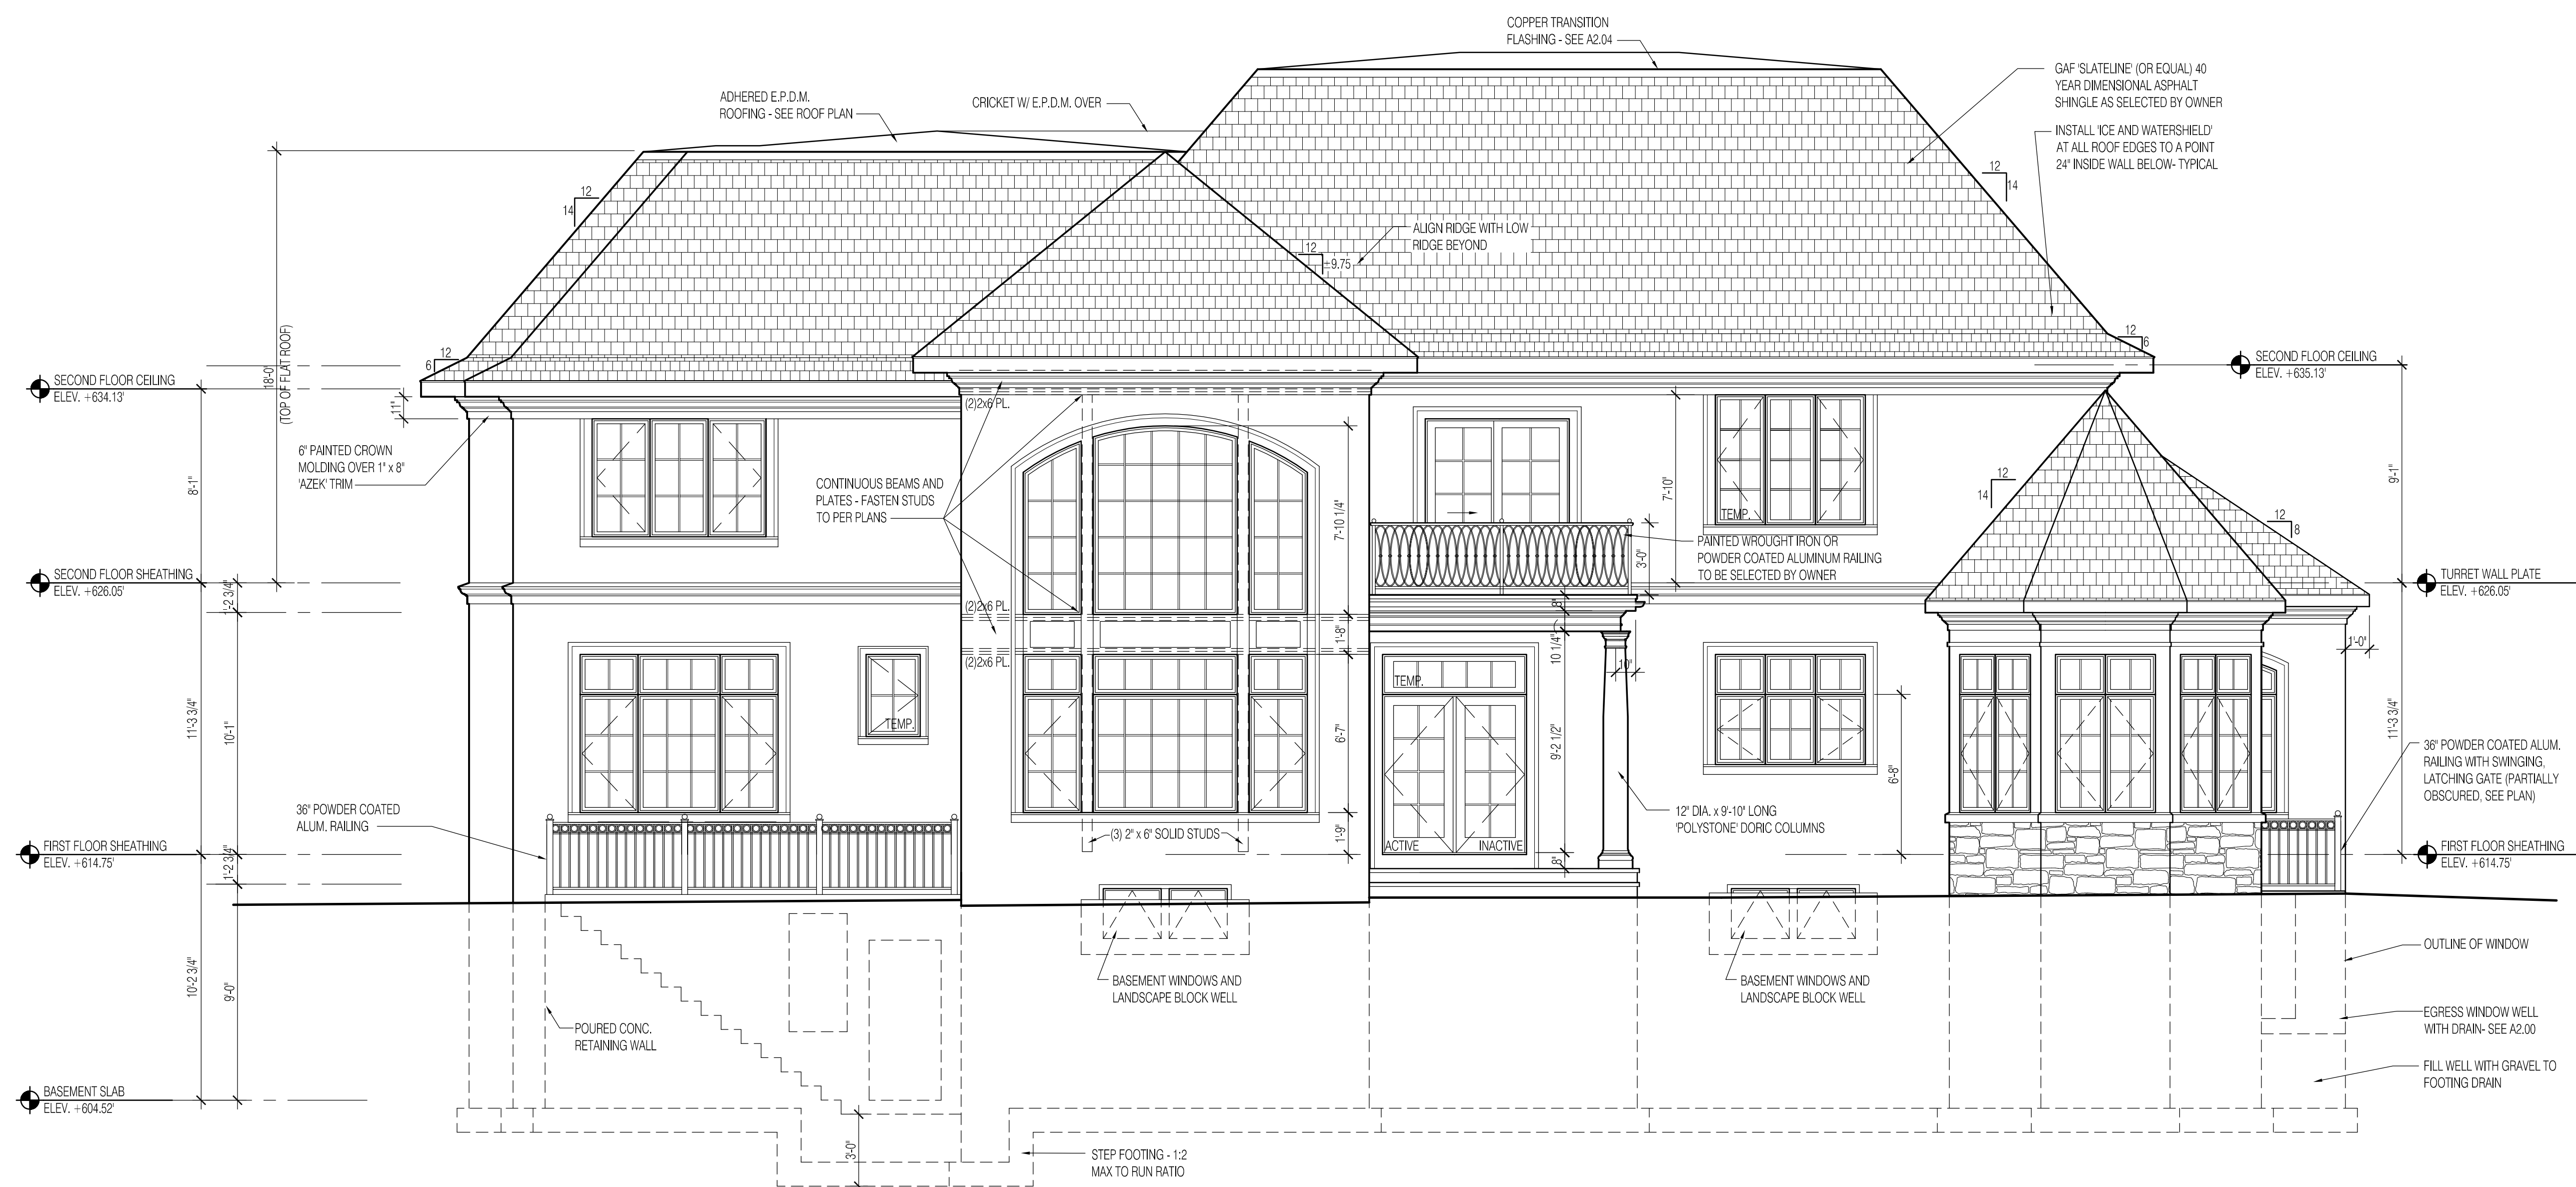 COPPER TRANSITION
FLASHING - SEE A2.04
GAF 'SLATELINE' (OR EQUAL) 40
YEAR DIMENSIONAL ASPHALT
SHINGLE AS SELECTED BY OWNER
ADHERED E.P.D.M.
ROOFING - SEE ROOF PLAN
CRICKET W/ E.P.D.M. OVER
INSTALL 'ICE AND WATERSHIELD'
AT ALL ROOF EDGES TO A POINT
24" INSIDE WALL BELOW- TYPICAL
12
14
12
14
ALIGN RIDGE WITH LOW
RIDGE BEYOND
12
±9.75
18'-0"
(TOP OF FLAT ROOF)
12
6
12
6
SECOND FLOOR CEILING
ELEV. +634.13'
SECOND FLOOR CEILING
ELEV. +635.13'
11"
(2)2x6 PL.
6" PAINTED CROWN
MOLDING OVER 1" x 8"
'AZEK' TRIM
8'-1"
CONTINUOUS BEAMS AND
PLATES - FASTEN STUDS
TO PER PLANS
7'-10 1/4"
7'-10"
TEMP.
12
14
9'-1"
12
8
PAINTED WROUGHT IRON OR
POWDER COATED ALUMINUM RAILING
TO BE SELECTED BY OWNER
3'-0"
SECOND FLOOR SHEATHING
ELEV. +626.05'
1'-2 3/4"
TURRET WALL PLATE
ELEV. +626.05'
(2)2x6 PL.
8"
1'-8"
10 1/4"
1'-0"
(2)2x6 PL.
10"
TEMP.
TEMP.
11'-3 3/4"
10'-1"
6'-7"
9'-2 1/2"
6'-8"
11'-3 3/4"
36" POWDER COATED ALUM.
RAILING WITH SWINGING,
LATCHING GATE (PARTIALLY
OBSCURED, SEE PLAN)
36" POWDER COATED
ALUM. RAILING
12" DIA. x 9'-10" LONG
'POLYSTONE' DORIC COLUMNS
(3) 2" x 6" SOLID STUDS
1'-9"
ACTIVE
INACTIVE
8"
FIRST FLOOR SHEATHING
ELEV. +614.75'
1'-2 3/4"
FIRST FLOOR SHEATHING
ELEV. +614.75'
OUTLINE OF WINDOW
10'-2 3/4"
9'-0"
BASEMENT WINDOWS AND
LANDSCAPE BLOCK WELL
BASEMENT WINDOWS AND
LANDSCAPE BLOCK WELL
POURED CONC.
RETAINING WALL
EGRESS WINDOW WELL
WITH DRAIN- SEE A2.00
FILL WELL WITH GRAVEL TO
FOOTING DRAIN
BASEMENT SLAB
ELEV. +604.52'
3'-0"
STEP FOOTING - 1:2
MAX TO RUN RATIO